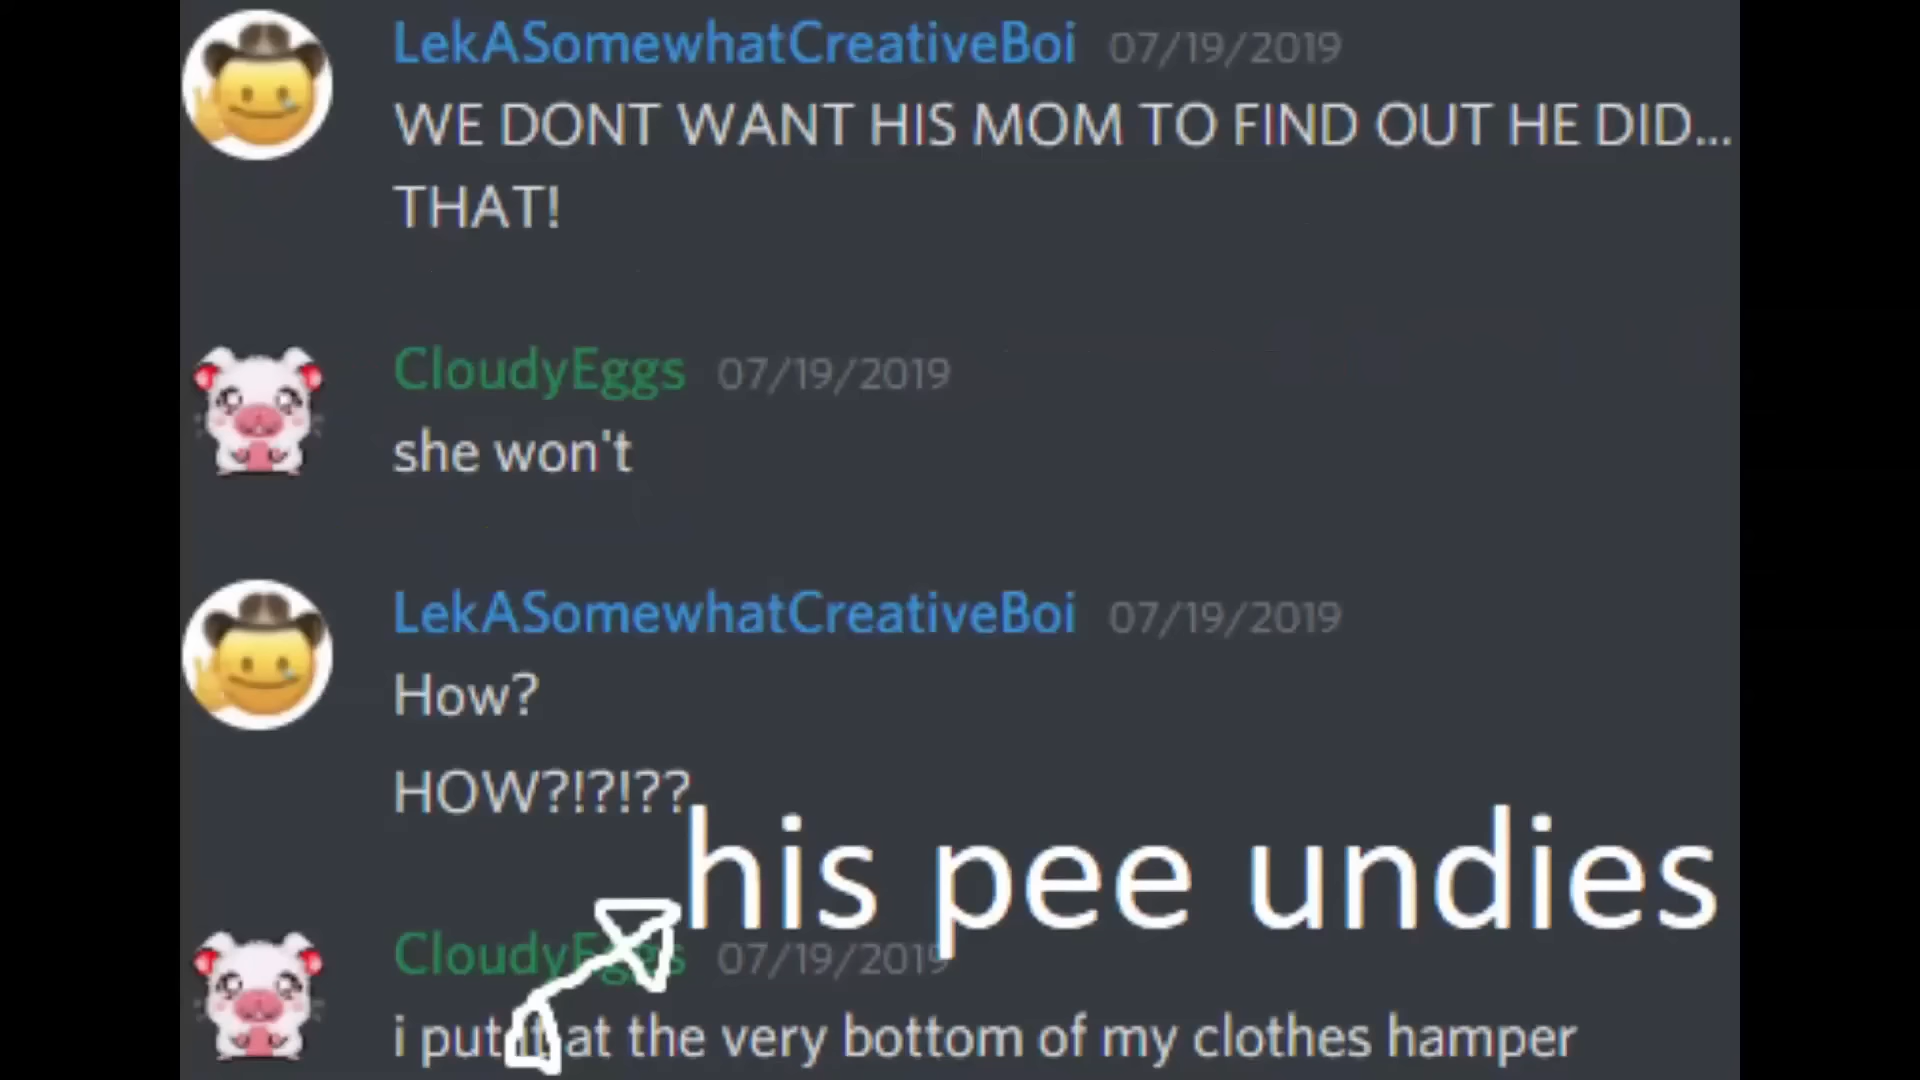 LekASomewhatCreativeBoi 07/19/2019
WE DONT WANT HIS MOM TO FIND OUT HE DID...
THAT!
CloudyEggs 07/19/2019
she won't
LekASomewhatCreativeBoi 07/19/2019
How?
HOW?!?!??
his pee undies
CloudyEggs 07/19/2019
i put it at the very bottom of my clothes hamper